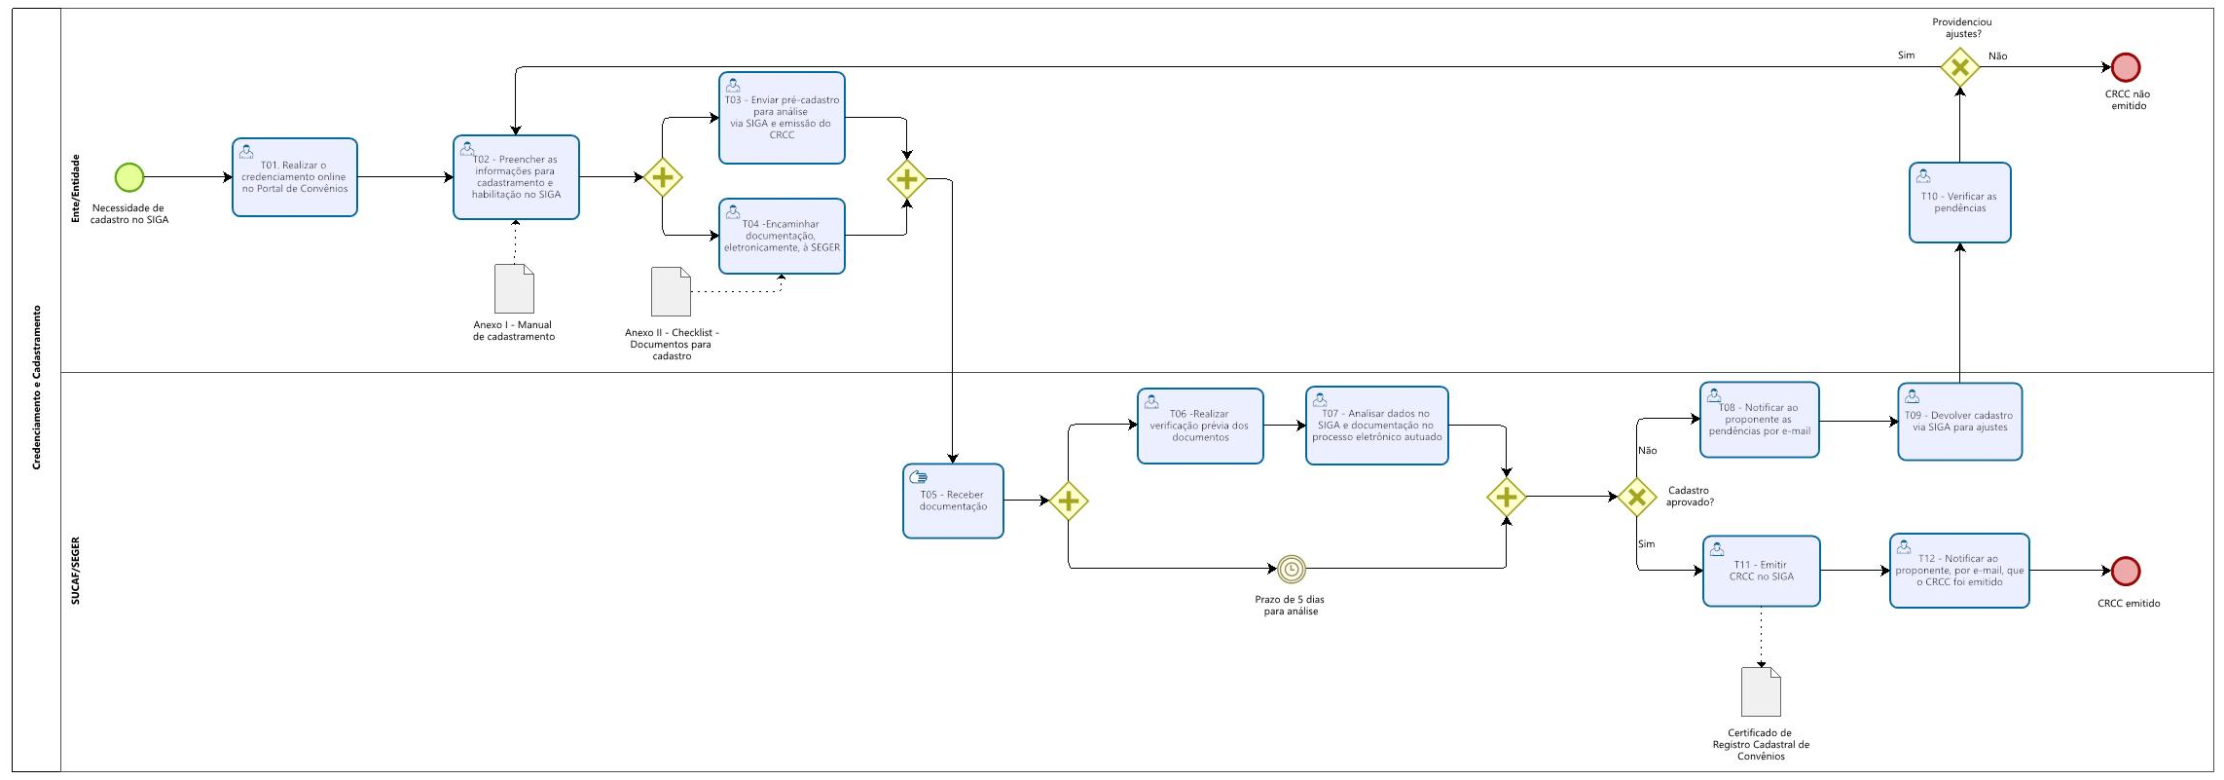 Credenciamento e Cadastramento
Ente/Entidade
Necessidade de
cadastro no SIGA
T01. Realizar o
credenciamento online
no Portal de Convênios
T02 - Preencher as
informações para
cadastramento e
habilitação no SIGA
Anexo I - Manual
de cadastramento
T03 - Enviar pré-cadastro
para análise
via SIGA e emissão do
CRCC
T04 -Encaminhar
documentação,
eletronicamente, à SEGER
Anexo II - Checklist -
Documentos para
cadastro
Providenciou
ajustes?
Sim
Não
CRCC não
emitido
T10 - Verificar as
pendências
SUCAF/SEGER
T05 - Receber
documentação
T06 -Realizar
verificação prévia dos
documentos
T07 - Analisar dados no
SIGA e documentação no
processo eletrônico autuado
Prazo de 5 dias
para análise
Cadastro
aprovado?
Não
Sim
T08 - Notificar ao
proponente as
pendências por e-mail
T09 - Devolver cadastro
via SIGA para ajustes
T11 - Emitir
CRCC no SIGA
T12 - Notificar ao
proponente, por e-mail, que
o CRCC foi emitido
CRCC emitido
Certificado de
Registro Cadastral de
Convênios